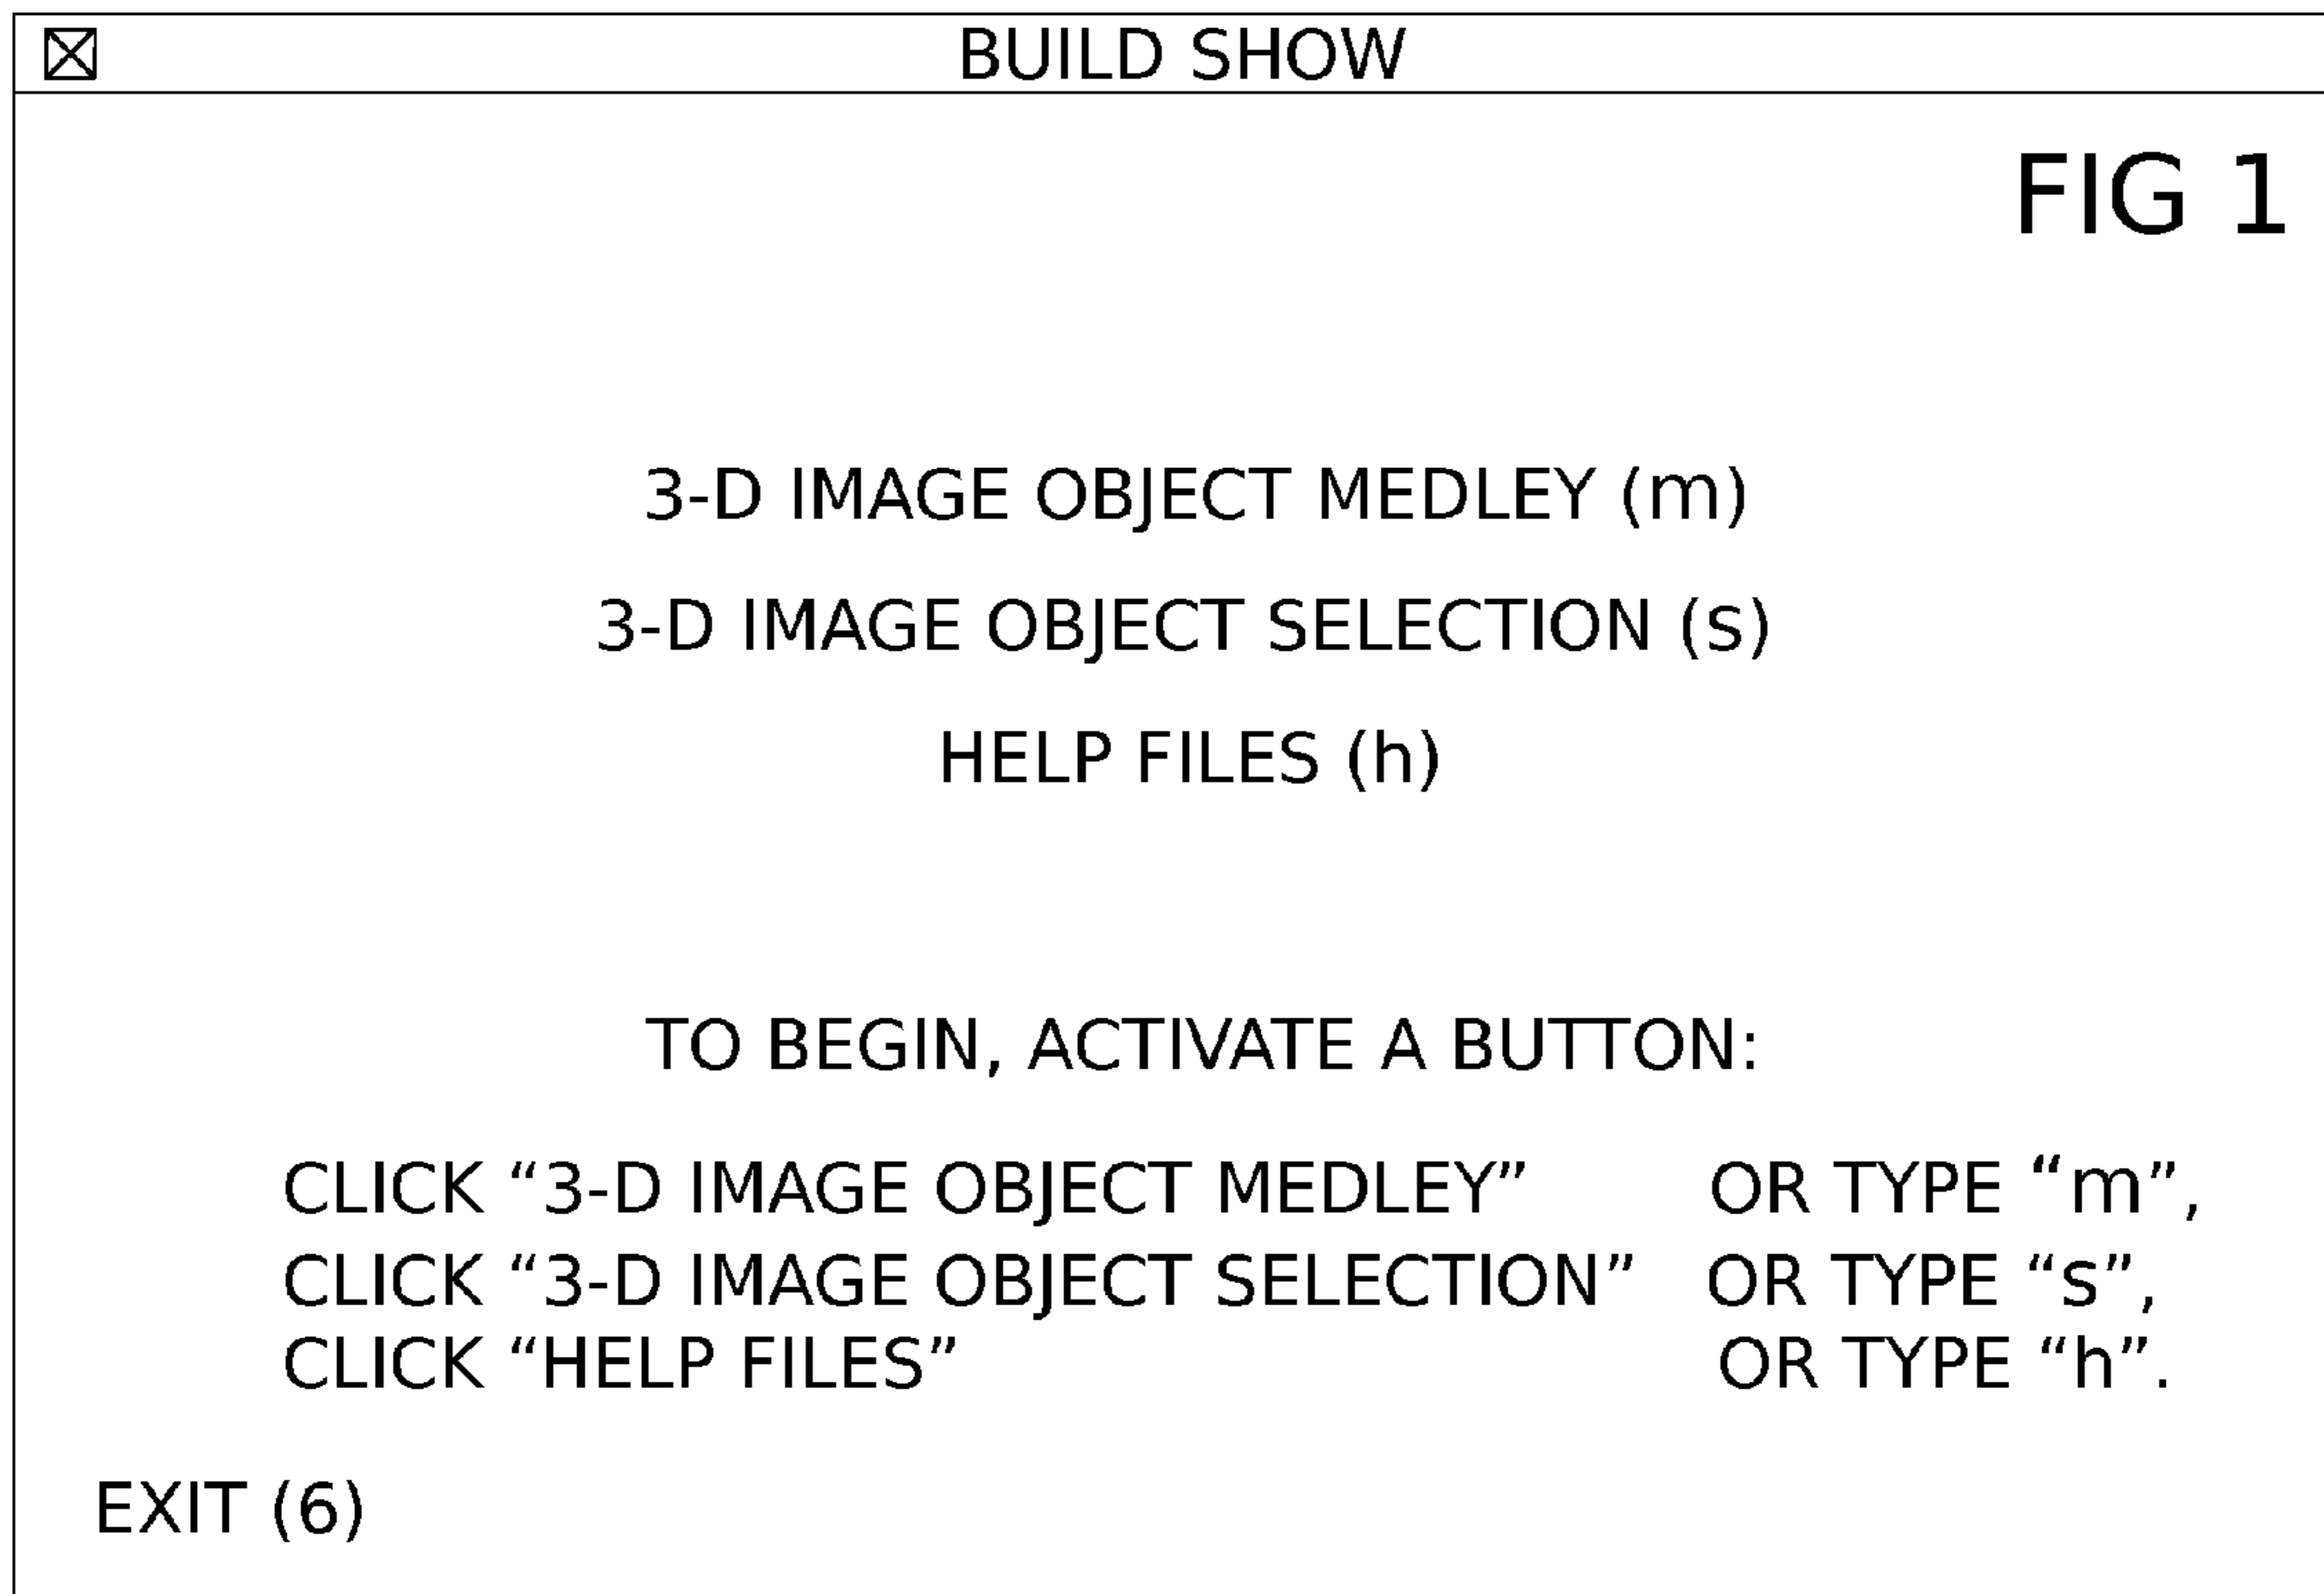 BUILD SHOW
FIG 1
3-D IMAGE OBJECT MEDLEY (m)
3-D IMAGE OBJECT SELECTION (s)
HELP FILES (h)
TO BEGIN, ACTIVATE A BUTTON:
CLICK “3-D IMAGE OBJECT MEDLEY” OR TYPE “m”,
CLICK “3-D IMAGE OBJECT SELECTION” OR TYPE “s”,
CLICK “HELP FILES” OR TYPE “h”.
EXIT (6)